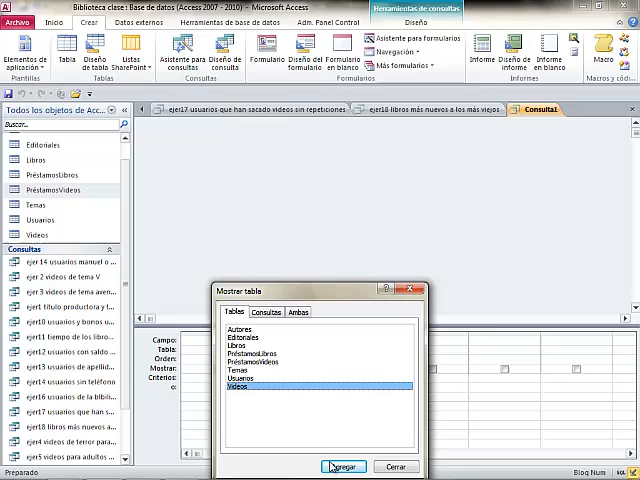 Biblioteca clase : Base de datos (Access 2007 - 2010) - Microsoft Access
Herramientas de consultas
Archivo Inicio Crear Datos externos Herramientas de base de datos Adm. Panel Control Diseño
Elementos de aplicación
Tabla
Diseño de tabla
Listas SharePoint
Asistente para consultas
Diseño de consulta
Formulario
Diseño del formulario
Formulario en blanco
Asistente para formularios
Navegación
Más formularios
Informe
Diseño de informe
Informe en blanco
Macro
Plantillas Tablas Consultas Formularios Informes Macros y códi...
Todos los objetos de Acc...
Buscar...
ejer17 usuarios que han sacado videos sin repeticiones
ejer18 libros más nuevos a los más viejos
Consulta1
Editoriales
Libros
PréstamosLibros
PréstamosVideos
Temas
Usuarios
Videos
Consultas
ejer 14 usuarios manuel o ...
ejer 2 videos de tema V
ejer 3 videos de tema aven...
ejer1 titulo productora y t...
ejer10 usuarios y bonos u...
ejer11 tiempo de los libro...
ejer12 usuarios con saldo ...
ejer13 usuarios de apellid...
ejer14 usuarios sin teléfono
ejer16 usuarios de la blbili...
ejer17 usuarios que han s...
ejer18 libros más nuevos a...
ejer4 videos de terror para...
ejer5 videos para adultos ...
Campo:
Tabla:
Orden:
Mostrar:
Criterios:
o:
Mostrar tabla
Tablas Consultas Ambas
Autores
Editoriales
Libros
PréstamosLibros
PréstamosVideos
Temas
Usuarios
Videos
Agregar Cerrar
Preparado
Bloq Num
SQL